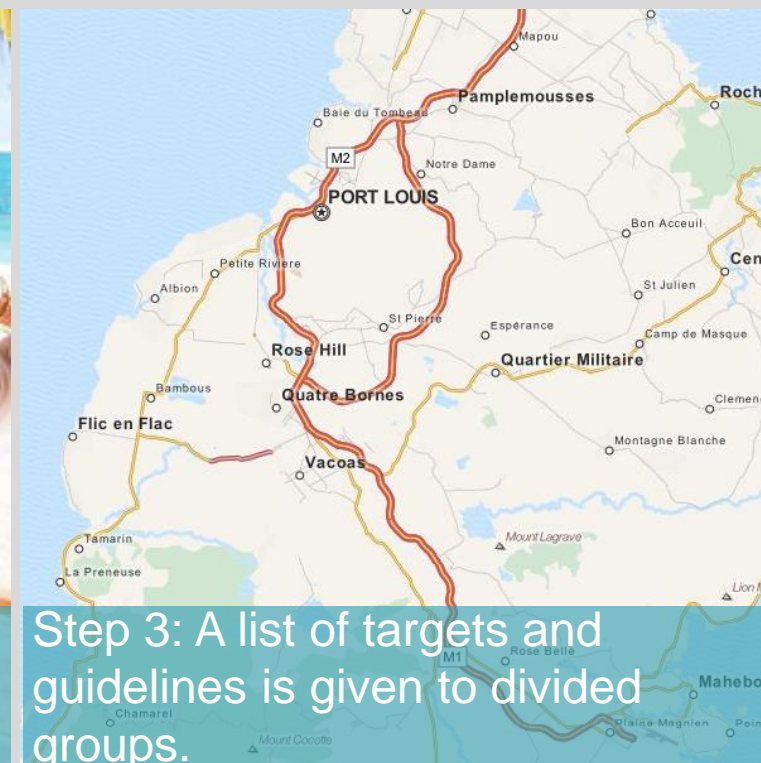 Mapou
Pamplemousses
Roch
Baie du Tombeau
M2
Notre Dame
PORT LOUIS
Bon Acceuil
Petite Riviere
Cen
Albion
St Julien
St Pierre
Espérance
Camp de Masque
Rose Hill
Quartier Militaire
Bambous
Quatre Bornes
Clemen
Flic en Flac
Montagne Blanche
Vacoas
Mount Lagrave
Tamarin
La Preneuse
Lion M
Step 3: A list of targets and
guidelines is given to divided
groups.
M1
Rose Belle
Mahebo
Chamarel
Plaine Magnien
Poin
Mount Cocotte